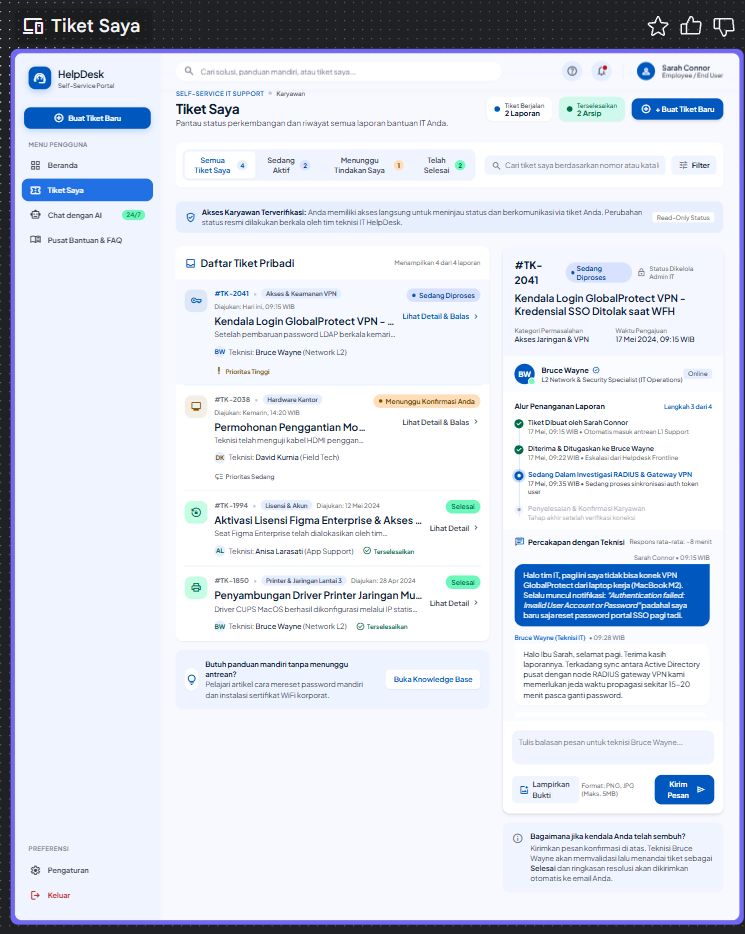 Tiket Saya
HelpDesk
Self-Service Portal
Buat Tiket Baru
MENU PENGGUNA
Beranda
Tiket Saya
Chat dengan AI 24/7
Pusat Bantuan & FAQ
PREFERENSI
Pengaturan
Keluar
Cari solusi, panduan mandiri, atau tiket saya...
Sarah Connor
Employee / End User
SELF-SERVICE IT SUPPORT • Karyawan
Tiket Saya
Pantau status perkembangan dan riwayat semua laporan bantuan IT Anda.
Tiket Berjalan
2 Laporan
Terselesaikan
2 Arsip
+ Buat Tiket Baru
Semua
Tiket Saya 4
Sedang
Aktif 2
Menunggu
Tindakan Saya 1
Telah
Selesai 2
Cari tiket saya berdasarkan nomor atau kata k
Filter
Akses Karyawan Terverifikasi: Anda memiliki akses langsung untuk meninjau status dan berkomunikasi via tiket Anda. Perubahan
status resmi dilakukan berkala oleh tim teknisi IT HelpDesk.
Read-Only Status
Daftar Tiket Pribadi
Menampilkan 4 dari 4 laporan
#TK-2041 • Akses & Keamanan VPN
Diajukan: Hari ini, 09:15 WIB
Kendala Login GlobalProtect VPN - ...
Setelah pembaruan password LDAP berkala kemari...
BW Teknisi: Bruce Wayne (Network L2)
! Prioritas Tinggi
• Sedang Diproses
Lihat Detail & Balas >
#TK-2038 • Hardware Kantor
Diajukan: Kemarin, 14:20 WIB
Permohonan Penggantian Mo...
Teknisi telah menguji kabel HDMI penggan...
DK Teknisi: David Kurnia (Field Tech)
Prioritas Sedang
• Menunggu Konfirmasi Anda
Lihat Detail & Balas >
#TK-1994 • Lisensi & Akun Diajukan: 12 Mei 2024
Aktivasi Lisensi Figma Enterprise & Akses ...
Seat Figma Enterprise telah dialokasikan oleh tim...
AL Teknisi: Anisa Larasati (App Support) Terselesaikan
Selesai
Lihat Detail >
#TK-1850 • Printer & Jaringan Lantai 3 Diajukan: 28 Apr 2024
Penyambungan Driver Printer Jaringan Mu...
Driver CUPS MacOS berhasil dikonfigurasi melalui IP statis...
BW Teknisi: Bruce Wayne (Network L2) Terselesaikan
Selesai
Lihat Detail >
Butuh panduan mandiri tanpa menunggu
antrean?
Pelajari artikel cara mereset password mandiri
dan instalasi sertifikat WiFi korporat.
Buka Knowledge Base
#TK-
2041
• Sedang
Diproses
Status Dikelola
Admin IT
Kendala Login GlobalProtect VPN -
Kredensial SSO Ditolak saat WFH
Kategori Permasalahan
Akses Jaringan & VPN
Waktu Pengajuan
17 Mei 2024, 09:15 WIB
BW
Bruce Wayne
L2 Network & Security Specialist (IT Operations)
Online
Alur Penanganan Laporan
Langkah 3 dari 4
Tiket Dibuat oleh Sarah Connor
17 Mei, 09:15 WIB • Otomatis masuk antrean L1 Support
Diterima & Ditugaskan ke Bruce Wayne
17 Mei, 09:22 WIB • Eskalasi dari Helpdesk Frontline
Sedang Dalam Investigasi RADIUS & Gateway VPN
17 Mei, 09:35 WIB • Sedang proses sinkronisasi auth token
user
Penyelesaian & Konfirmasi Karyawan
Tahap akhir setelah verifikasi koneksi
Percakapan dengan Teknisi
Respons rata-rata: ~8 menit
Sarah Connor • 09:15 WIB
Halo tim IT, pagi ini saya tidak bisa konek VPN
GlobalProtect dari laptop kerja (MacBook M2).
Selalu muncul notifikasi: "Authentication failed:
Invalid User Account or Password" padahal saya
baru saja reset password portal SSO pagi tadi.
Bruce Wayne (Teknisi IT) • 09:28 WIB
Halo Ibu Sarah, selamat pagi. Terima kasih
laporannya. Terkadang sync antara Active Directory
pusat dengan node RADIUS gateway VPN kami
memerlukan jeda waktu propagasi sekitar 15-20
menit pasca ganti password.
Tulis balasan pesan untuk teknisi Bruce Wayne...
Lampirkan
Bukti
Format: PNG, JPG
(Maks. 5MB)
Kirim
Pesan
Bagaimana jika kendala Anda telah sembuh?
Kirimkan pesan konfirmasi di atas. Teknisi Bruce
Wayne akan memvalidasi lalu menandai tiket sebagai
Selesai dan ringkasan resolusi akan dikirimkan
otomatis ke email Anda.